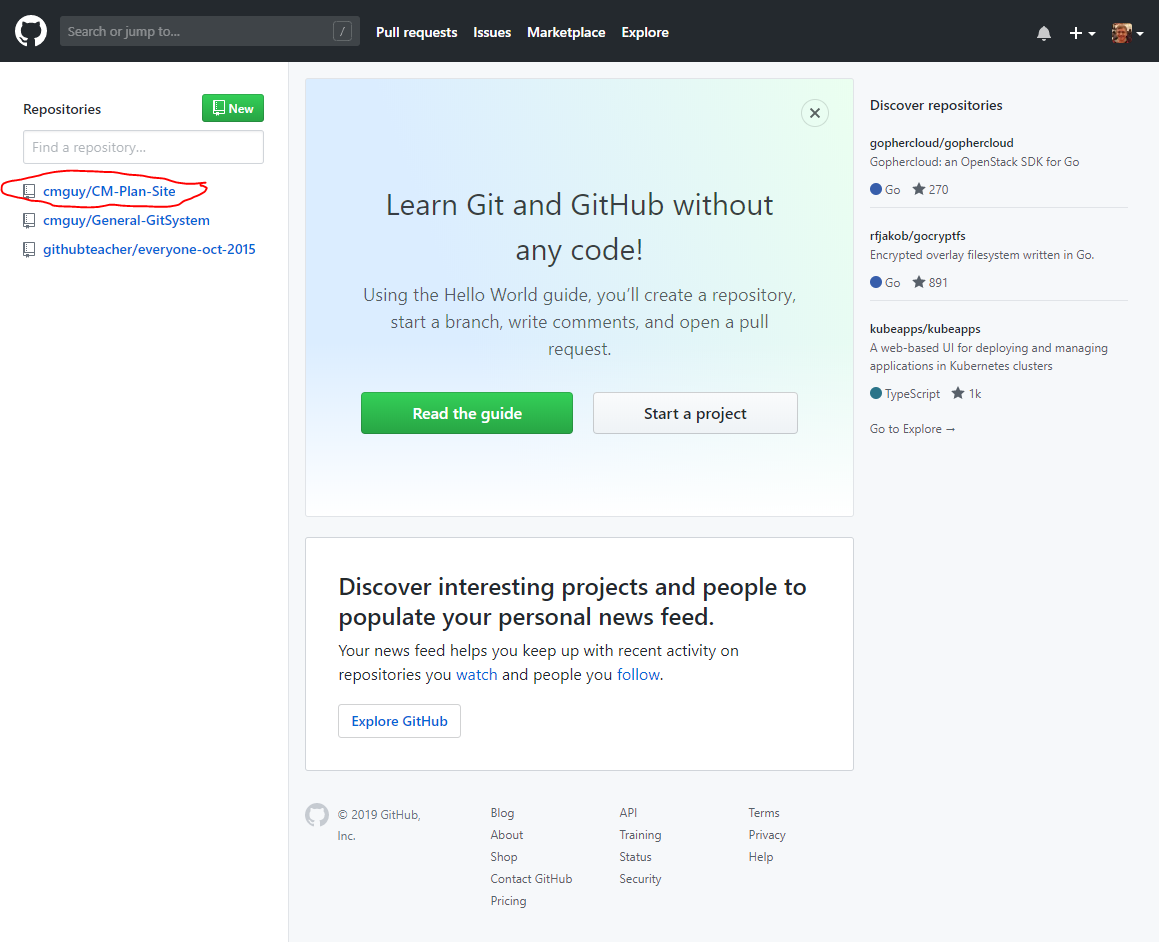 Search or jump to...
/
Pull requests
Issues
Marketplace
Explore
Repositories
New
Find a repository...
cmguy/CM-Plan-Site
cmguy/General-GitSystem
githubteacher/everyone-oct-2015
Learn Git and GitHub without
any code!
Using the Hello World guide, you’ll create a repository,
start a branch, write comments, and open a pull
request.
Read the guide
Start a project
Discover interesting projects and people to
populate your personal news feed.
Your news feed helps you keep up with recent activity on
repositories you watch and people you follow.
Explore GitHub
Discover repositories
gophercloud/gophercloud
Gophercloud: an OpenStack SDK for Go
Go 270
rfjakob/gocryptfs
Encrypted overlay filesystem written in Go.
Go 891
kubeapps/kubeapps
A web-based UI for deploying and managing
applications in Kubernetes clusters
TypeScript 1k
Go to Explore →
© 2019 GitHub,
Inc.
Blog
About
Shop
Contact GitHub
Pricing
API
Training
Status
Security
Terms
Privacy
Help